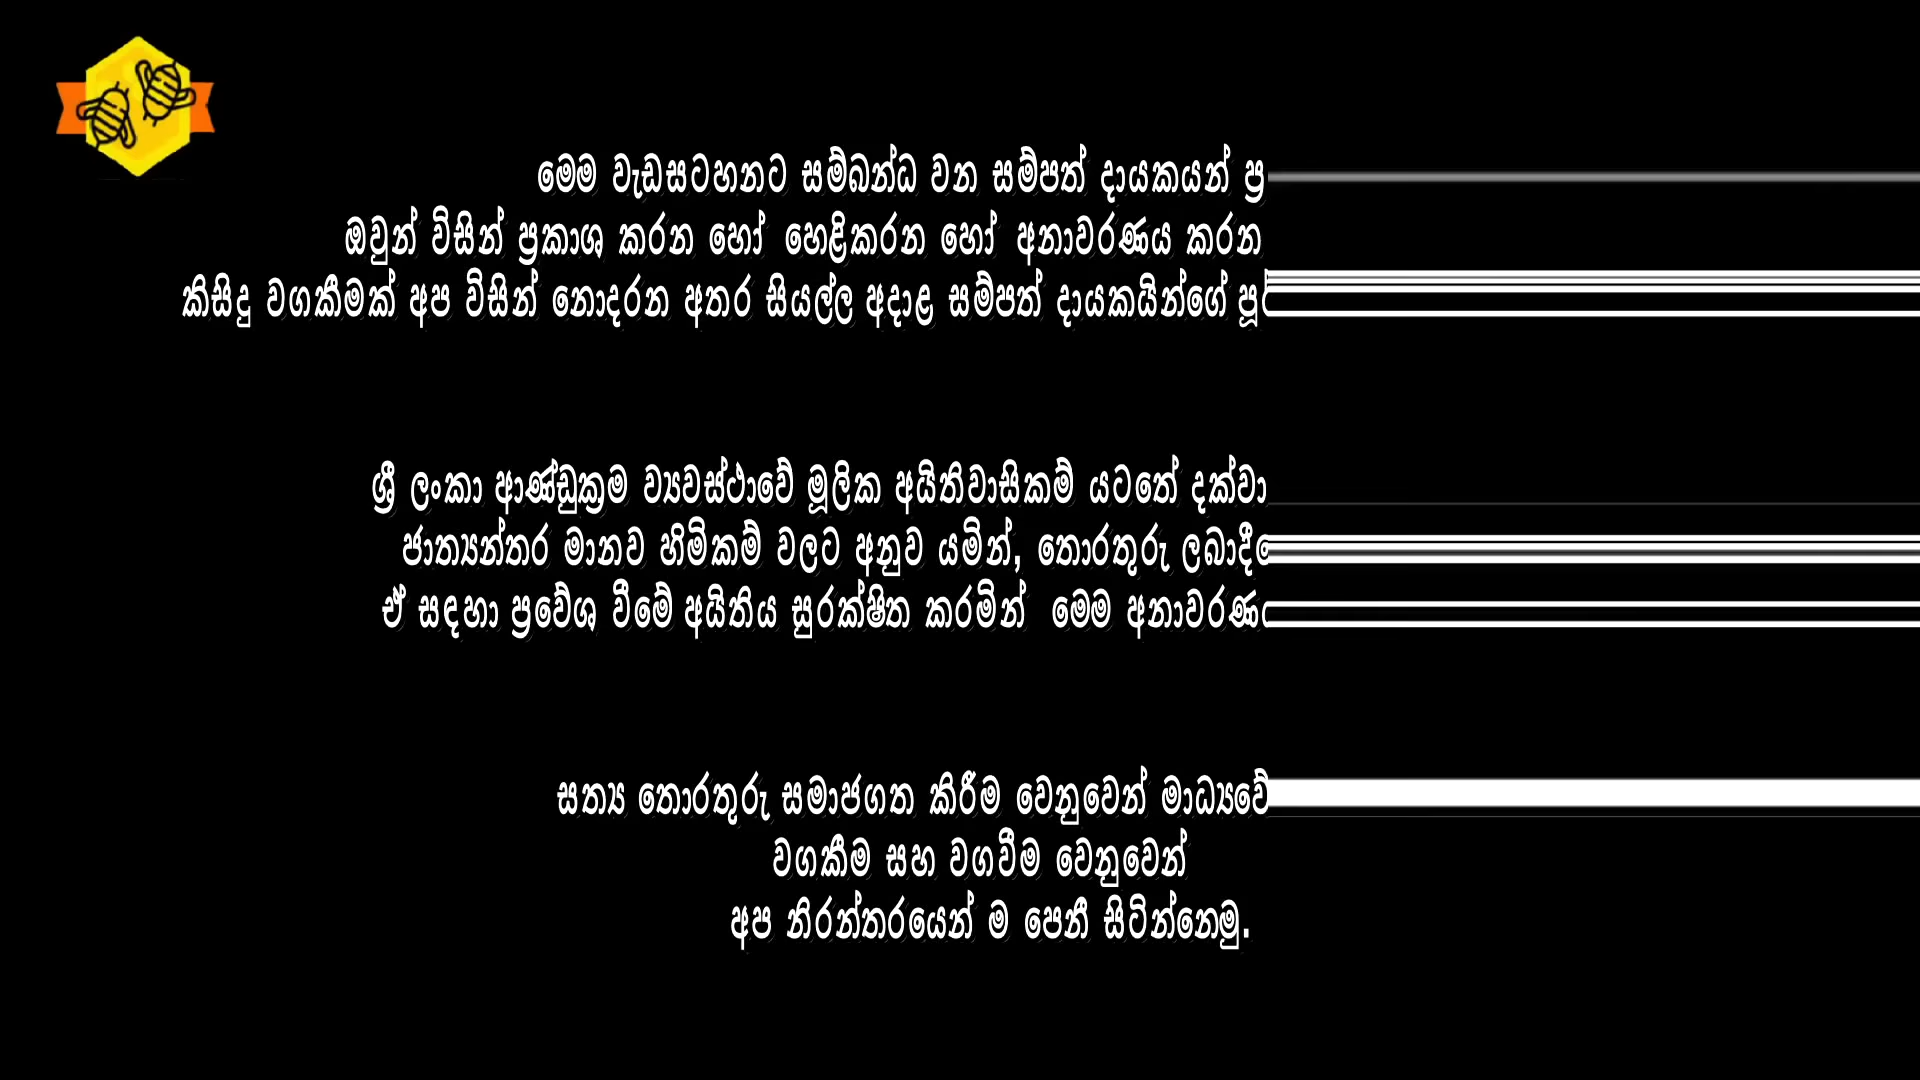 මෙම වැඩසටහනට සම්බන්ධ වන සම්පත් දායකයන් ප්‍ර
ඔවුන් විසින් ප්‍රකාශ කරන හෝ හෙළිකරන හෝ අනාවරණය කරන
කිසිදු වගකීමක් අප විසින් නොදරන අතර සියල්ල අදාළ සම්පත් දායකයින්ගේ
ශ්‍රී ලංකා ආණ්ඩුක්‍රම ව්‍යවස්ථාවේ මූලික අයිතිවාසිකම් යටතේ දක්වා
ජාත්‍යන්තර මානව හිමිකම් වලට අනුව යමින්, තොරතුරු ලබාදී
ඒ සඳහා ප්‍රවේශ වීමේ අයිතිය සුරක්ෂිත කරමින් මෙම අනාවරණ
සත්‍ය තොරතුරු සමාජගත කිරීම වෙනුවෙන් මාධ්‍යවේ
වගකීම සහ වගවීම වෙනුවෙන්
අප නිරන්තරයෙන් ම පෙනී සිටින්නෙමු.